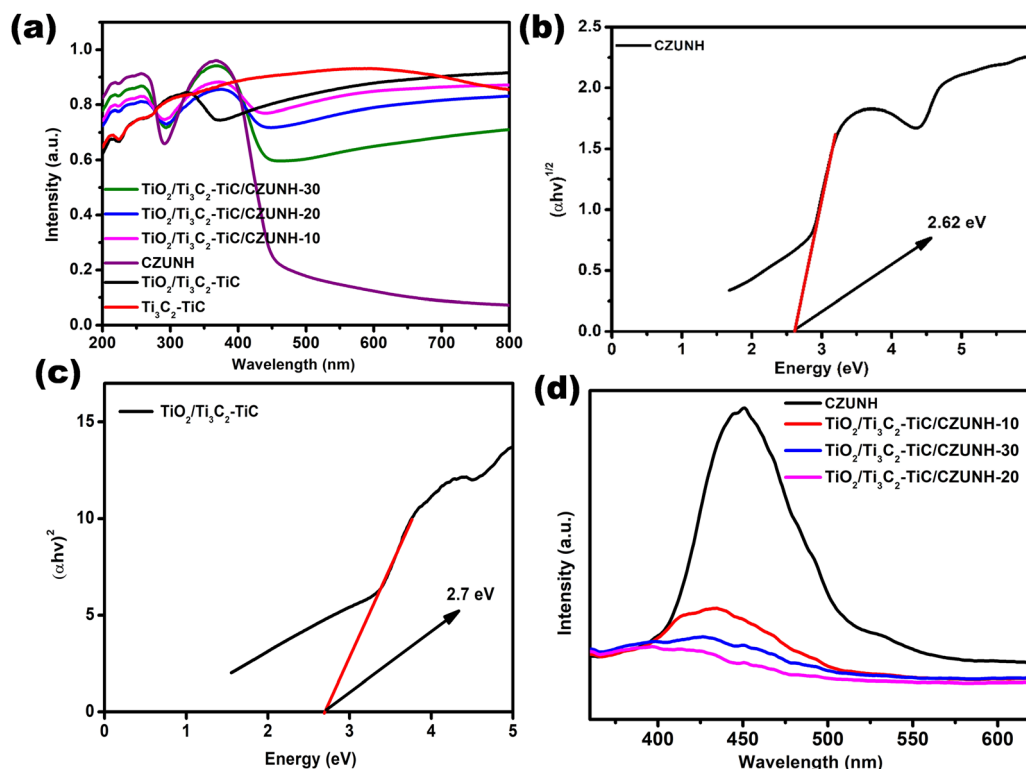 (a)
1.0
0.8
0.6
0.4
0.2
0.0
Intensity (a.u.)
TiO₂/Ti₃C₂-TiC/CZUNH-30
TiO₂/Ti₃C₂-TiC/CZUNH-20
TiO₂/Ti₃C₂-TiC/CZUNH-10
CZUNH
TiO₂/Ti₃C₂-TiC
Ti₃C₂-TiC
200 300 400 500 600 700 800
Wavelength (nm)
(b)
CZUNH
2.5
2.0
1.5
1.0
0.5
0.0
(αhv)^1/2
2.62 eV
0 1 2 3 4 5
Energy (eV)
(c)
TiO₂/Ti₃C₂-TiC
15
10
5
0
(αhv)²
2.7 eV
0 1 2 3 4 5
Energy (eV)
(d)
CZUNH
TiO₂/Ti₃C₂-TiC/CZUNH-10
TiO₂/Ti₃C₂-TiC/CZUNH-30
TiO₂/Ti₃C₂-TiC/CZUNH-20
Intensity (a.u.)
400 450 500 550 600
Wavelength (nm)